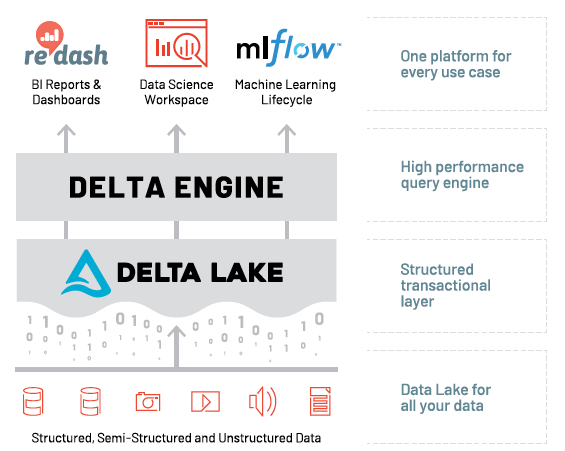 redash
mlflow™
BI Reports &
Dashboards
Data Science
Workspace
Machine Learning
Lifecycle
One platform for
every use case
DELTA ENGINE
High performance
query engine
DELTA LAKE
Structured
transactional
layer
Data Lake for
all your data
Structured, Semi-Structured and Unstructured Data